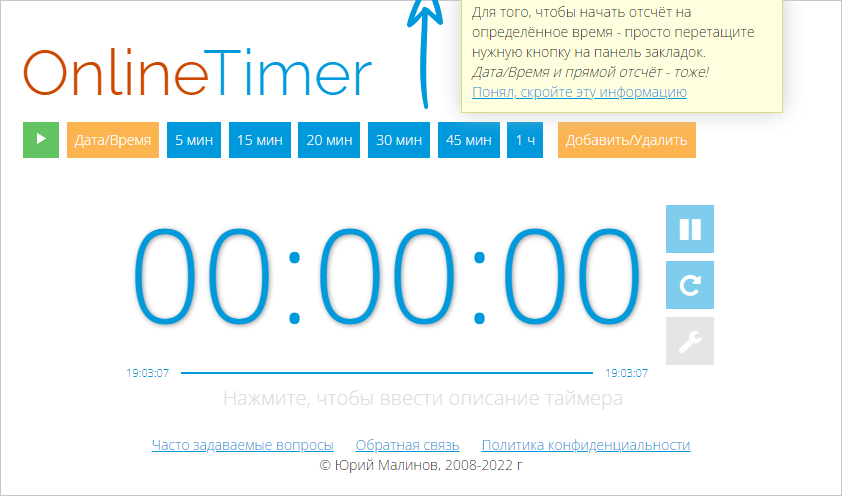 Для того, чтобы начать отсчёт на
определённое время - просто перетащите
нужную кнопку на панель закладок.
Дата/Время и прямой отсчёт - тоже!
Понял, скройте эту информацию
OnlineTimer
Дата/Время 5 мин 15 мин 20 мин 30 мин 45 мин 1 ч Добавить/Удалить
00:00:00
19:03:07 19:03:07
Нажмите, чтобы ввести описание таймера
Часто задаваемые вопросы Обратная связь Политика конфиденциальности
© Юрий Малинов, 2008-2022 г